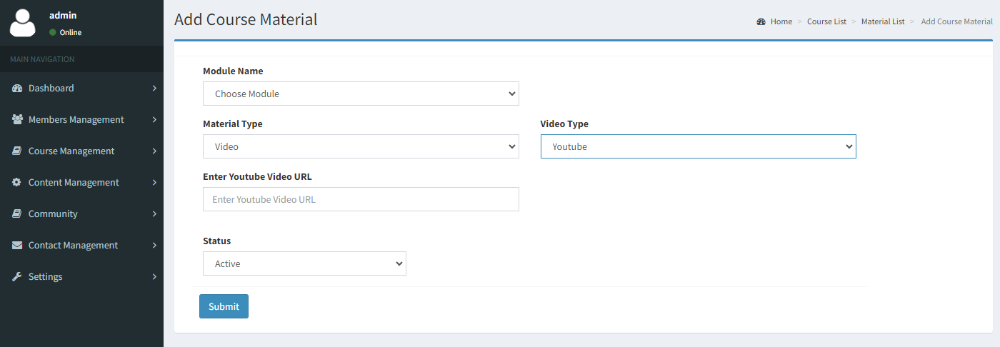 admin
Online
MAIN NAVIGATION
Dashboard
Members Management
Course Management
Content Management
Community
Contact Management
Settings
Add Course Material
Home > Course List > Material List > Add Course Material
Module Name
Choose Module
Material Type
Video
Video Type
Youtube
Enter Youtube Video URL
Enter Youtube Video URL
Status
Active
Submit